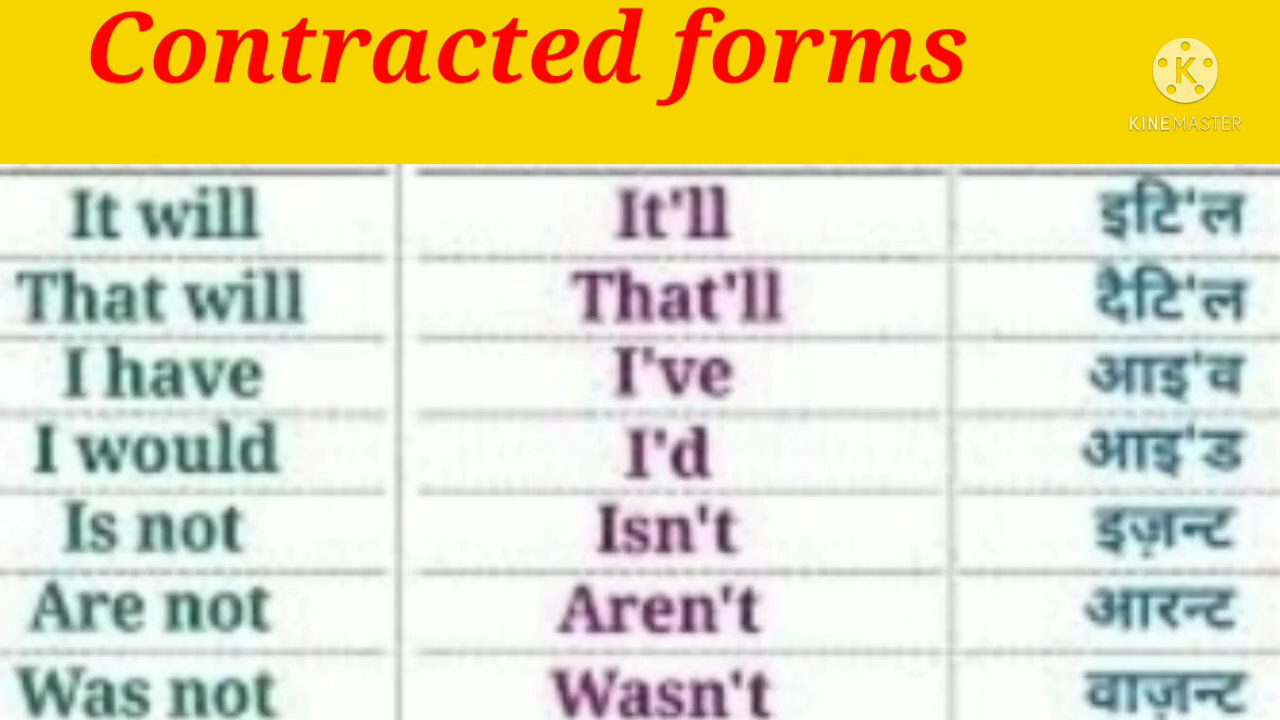 Contracted forms
KINEMASTER
It will It'll इटि'ल
That will That'll दैटि'ल
I have I've आइ'व
I would I'd आइ'ड
Is not Isn't इज़न्ट
Are not Aren't आरन्ट
Was not Wasn't वाज़न्ट